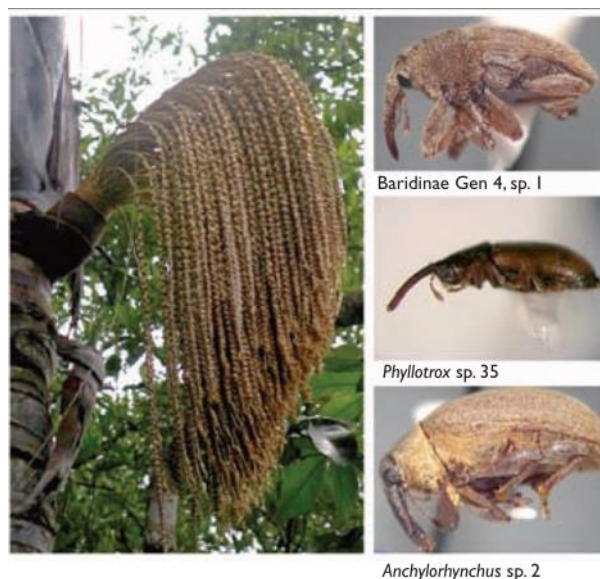 Baridinae Gen 4, sp. 1
Phyllotrox sp. 35
Anchylorhynchus sp. 2